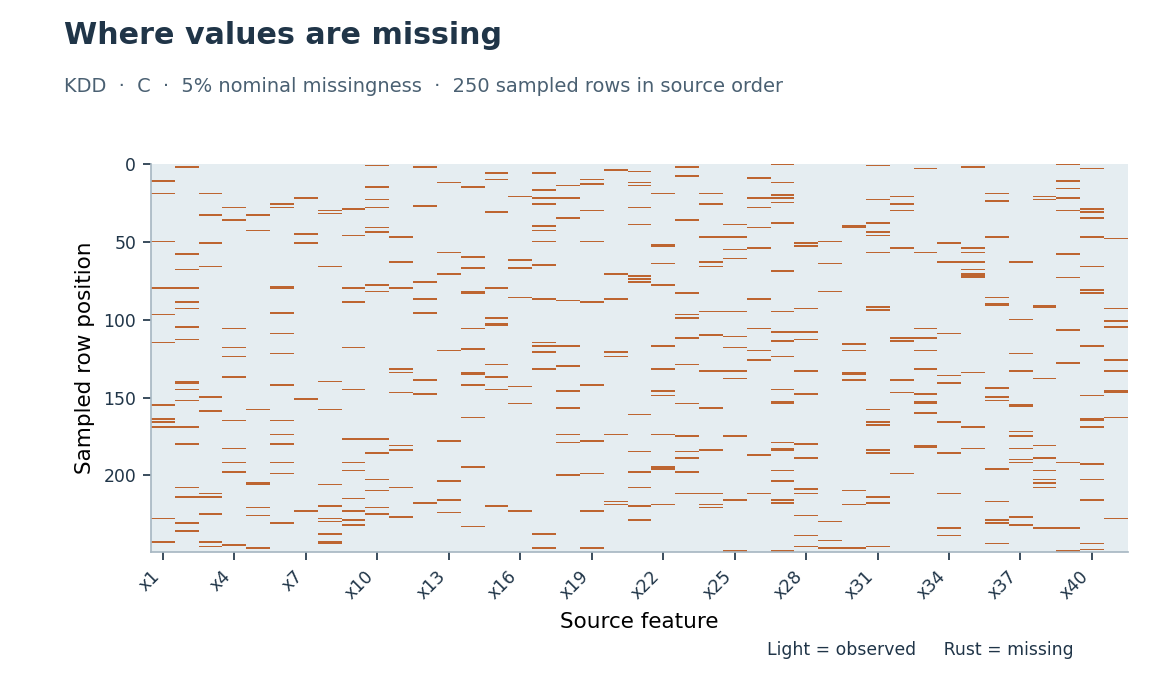 Where values are missing
KDD · C · 5% nominal missingness · 250 sampled rows in source order
0
50
100
150
200
Sampled row position
x1 x4 x7 x10 x13 x16 x19 x22 x25 x28 x31 x34 x37 x40
Source feature
Light = observed Rust = missing